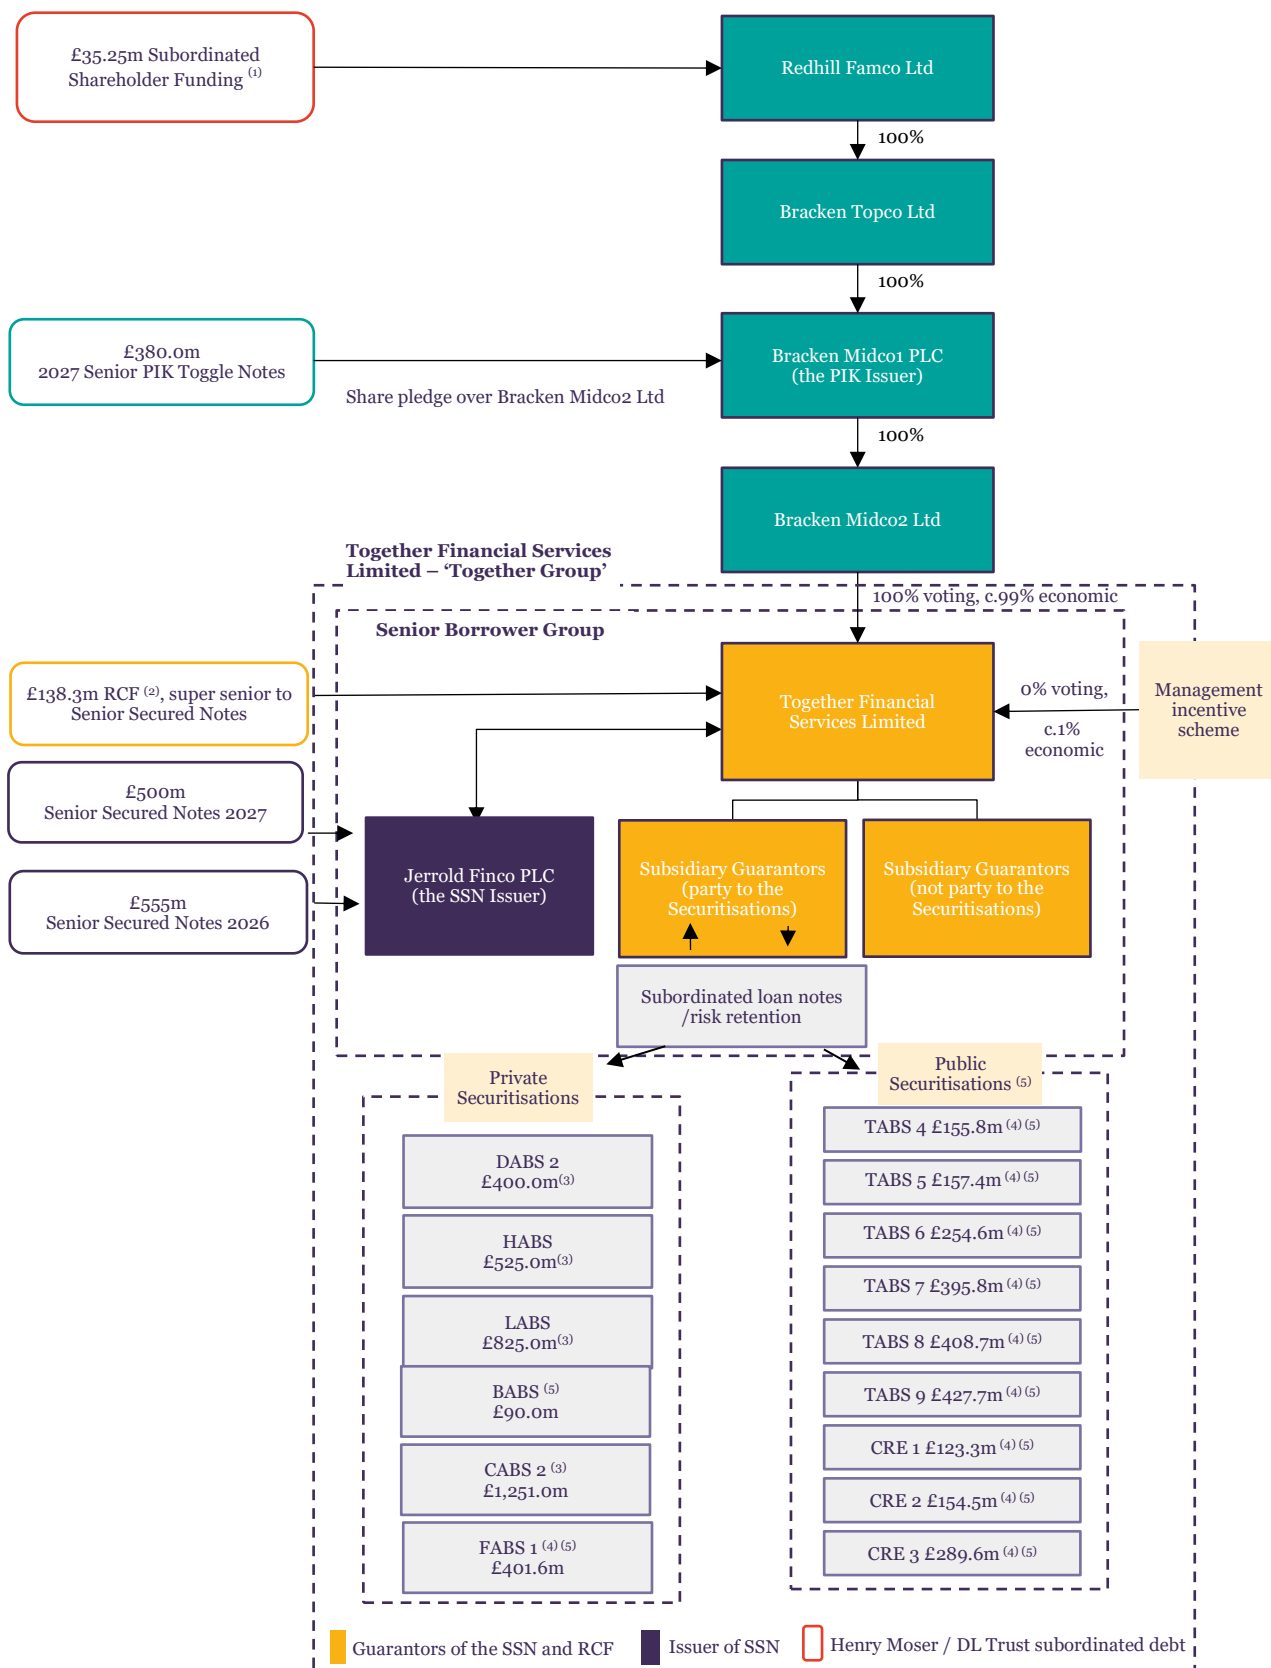 £35.25m Subordinated
Shareholder Funding (1)
Redhill Famco Ltd
100%
Bracken Topco Ltd
100%
£380.0m
2027 Senior PIK Toggle Notes
Share pledge over Bracken Midco2 Ltd
Bracken Midco1 PLC
(the PIK Issuer)
100%
Bracken Midco2 Ltd
Together Financial Services
Limited – ‘Together Group’
100% voting, c.99% economic
Senior Borrower Group
£138.3m RCF (2), super senior to
Senior Secured Notes
Together Financial
Services Limited
0% voting,
c.1%
economic
Management
incentive
scheme
£500m
Senior Secured Notes 2027
£555m
Senior Secured Notes 2026
Jerrold Finco PLC
(the SSN Issuer)
Subsidiary Guarantors
(party to the
Securitisations)
Subsidiary Guarantors
(not party to the
Securitisations)
Subordinated loan notes
/risk retention
Private
Securitisations
DABS 2
£400.0m(3)
HABS
£525.0m(3)
LABS
£825.0m(3)
BABS (5)
£90.0m
CABS 2 (3)
£1,251.0m
FABS 1 (4) (5)
£401.6m
Public
Securitisations (5)
TABS 4 £155.8m (4) (5)
TABS 5 £157.4m (4) (5)
TABS 6 £254.6m (4) (5)
TABS 7 £395.8m (4) (5)
TABS 8 £408.7m (4) (5)
TABS 9 £427.7m (4) (5)
CRE 1 £123.3m (4) (5)
CRE 2 £154.5m (4) (5)
CRE 3 £289.6m (4) (5)
Guarantors of the SSN and RCF
Issuer of SSN
Henry Moser / DL Trust subordinated debt